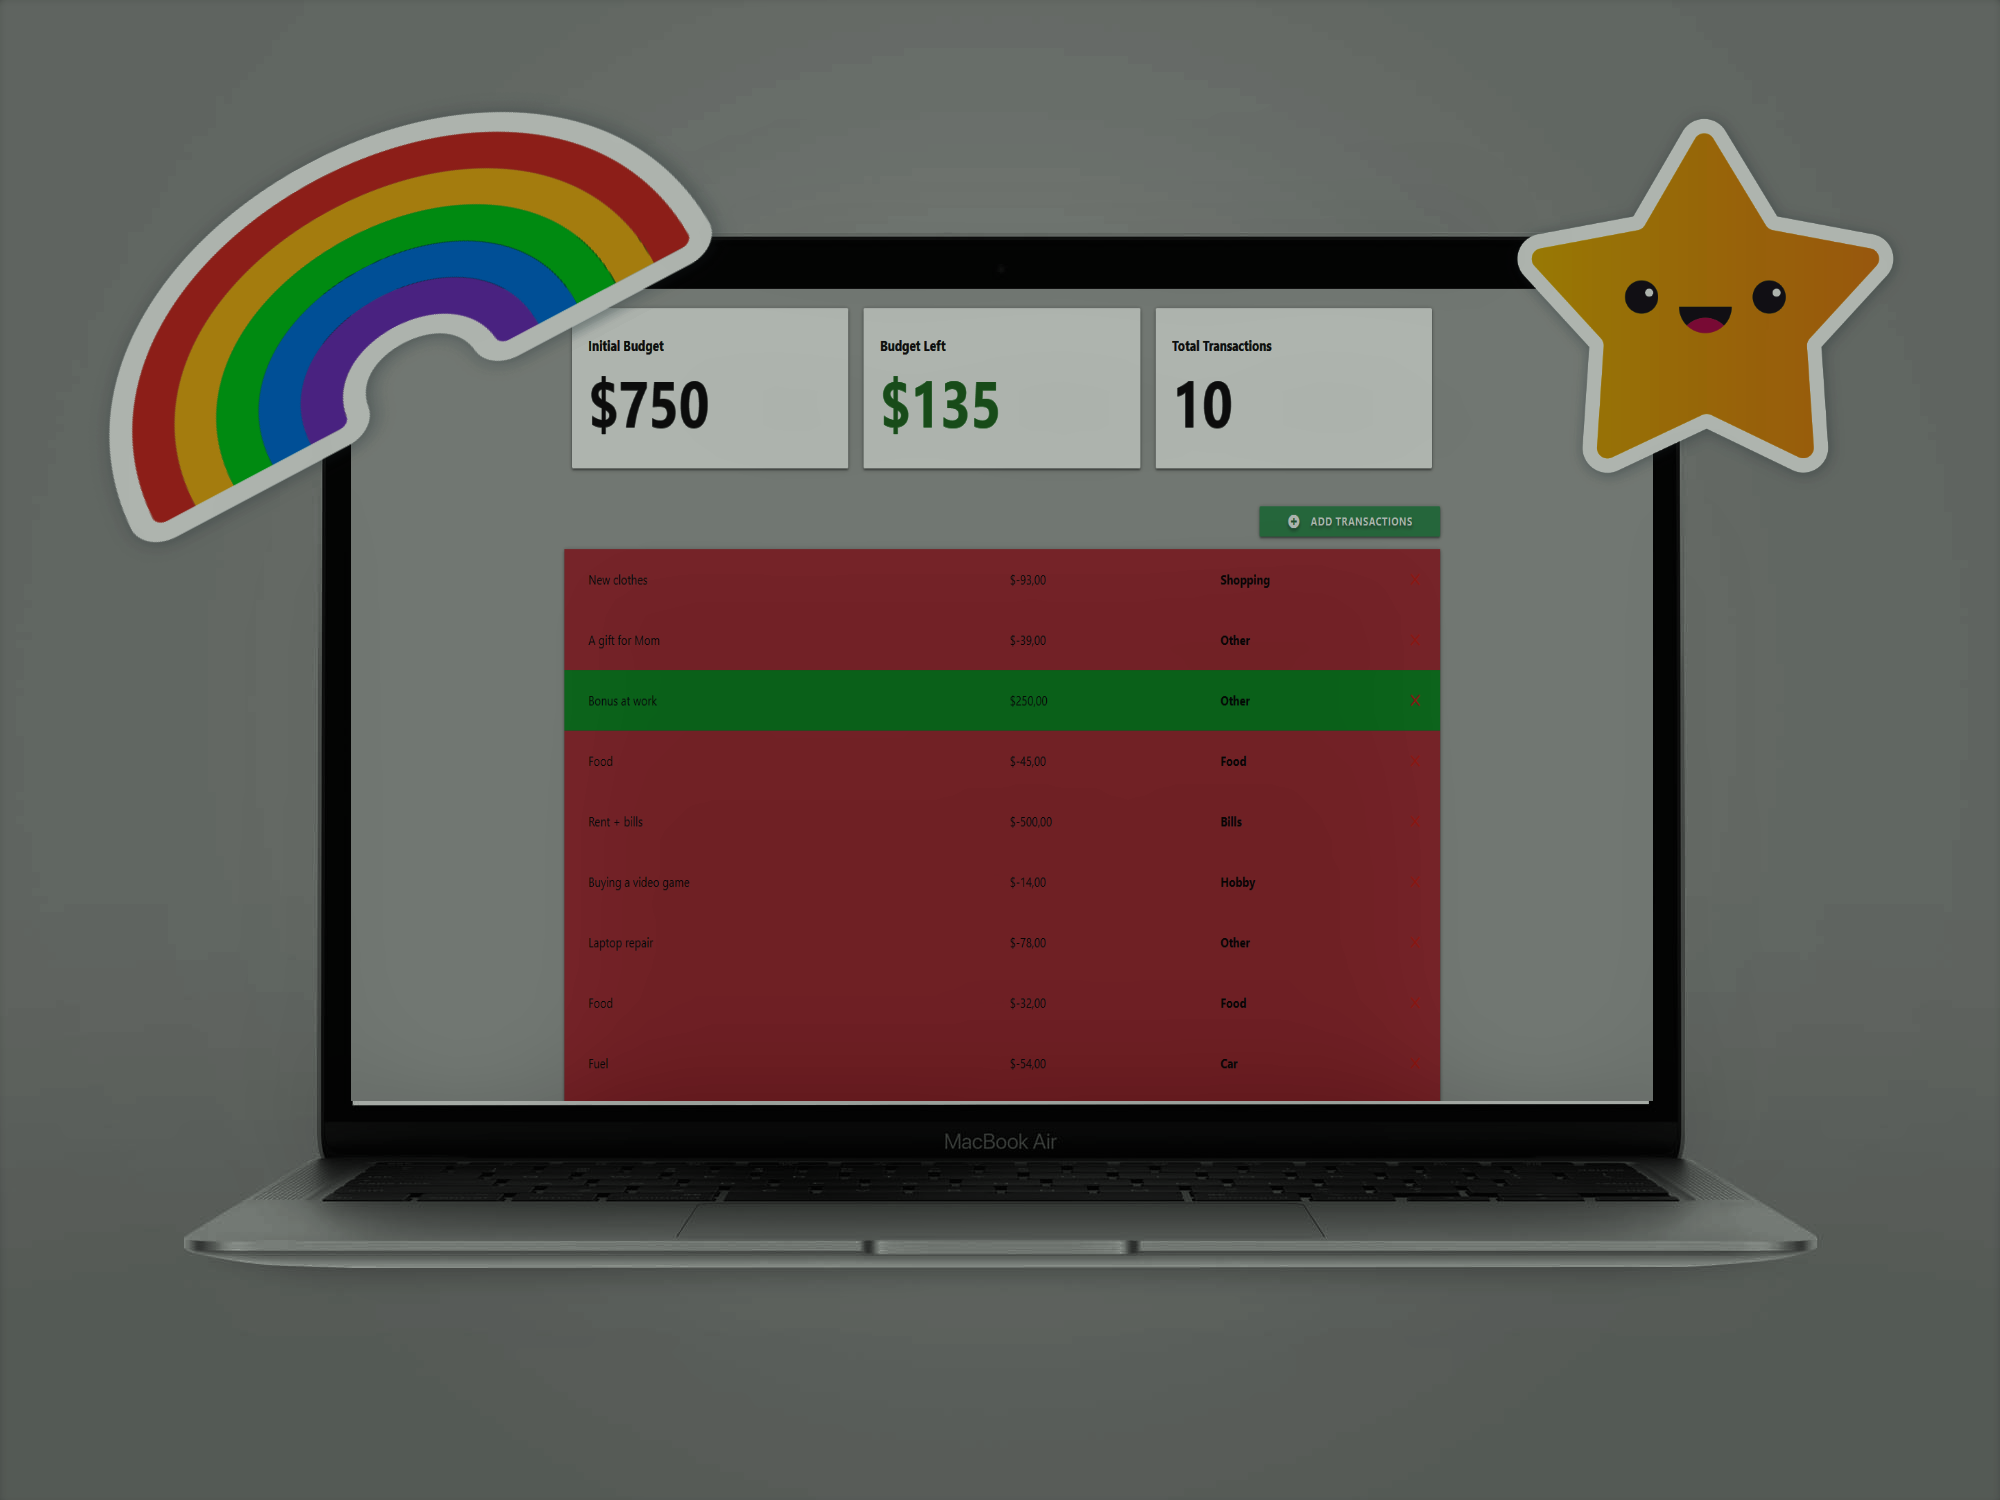 Initial Budget
$750
Budget Left
$135
Total Transactions
10
ADD TRANSACTIONS
New clothes $-93,00 Shopping X
A gift for Mom $-39,00 Other X
Bonus at work $250,00 Other X
Food $-45,00 Food X
Rent + bills $-500,00 Bills X
Buying a video game $-14,00 Hobby X
Laptop repair $-78,00 Other X
Food $-32,00 Food X
Fuel $-54,00 Car X
MacBook Air